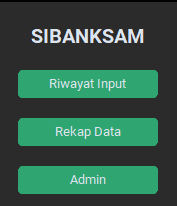 SIBANKSAM
Riwayat Input
Rekap Data
Admin